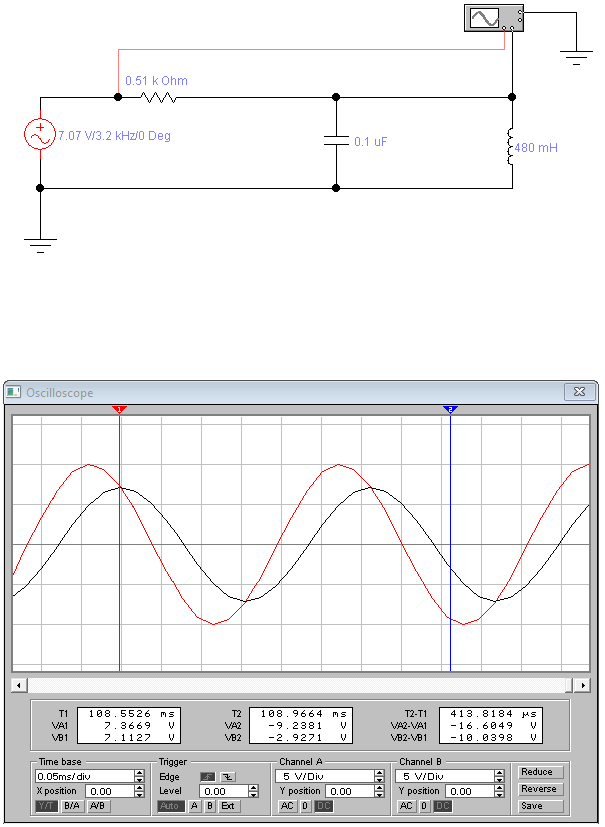 0.51 k Ohm
7.07 V/3.2 kHz/0 Deg
0.1 uF
480 mH
Oscilloscope
1 2
T1 108.5526 ms T2 108.9664 ms T2-T1 413.8184 µs
VA1 7.3669 V VA2 -9.2381 V VA2-VA1 -16.6049 V
VB1 7.1127 V VB2 -2.9271 V VB2-VB1 -10.0398 V
Time base Trigger Channel A Channel B Reduce
0.05ms/div Edge 5 V/Div 5 V/Div Reverse
X position 0.00 Level 0.00 Y position 0.00 Y position 0.00
Y/T B/A A/B Auto A B Ext AC 0 DC AC 0 DC Save